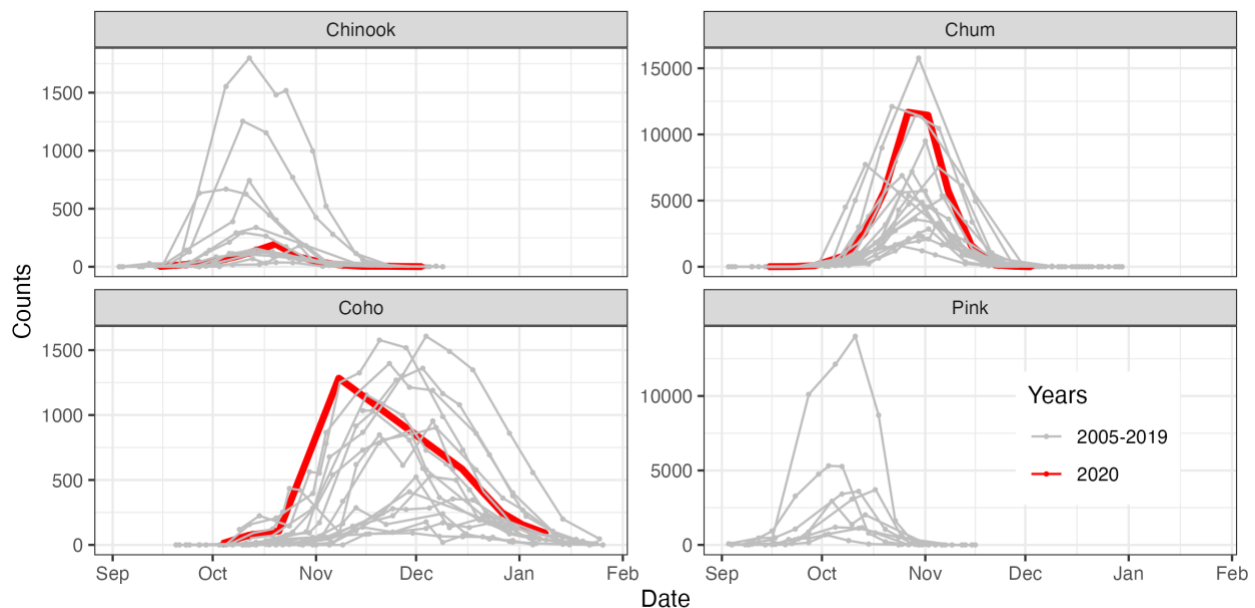 Chinook
Chum
1500
1000
500
0
15000
10000
5000
0
Counts
Coho
Pink
1500
1000
500
0
10000
5000
0
Years
2005-2019
2020
Sep Oct Nov Dec Jan Feb
Sep Oct Nov Dec Jan Feb
Date